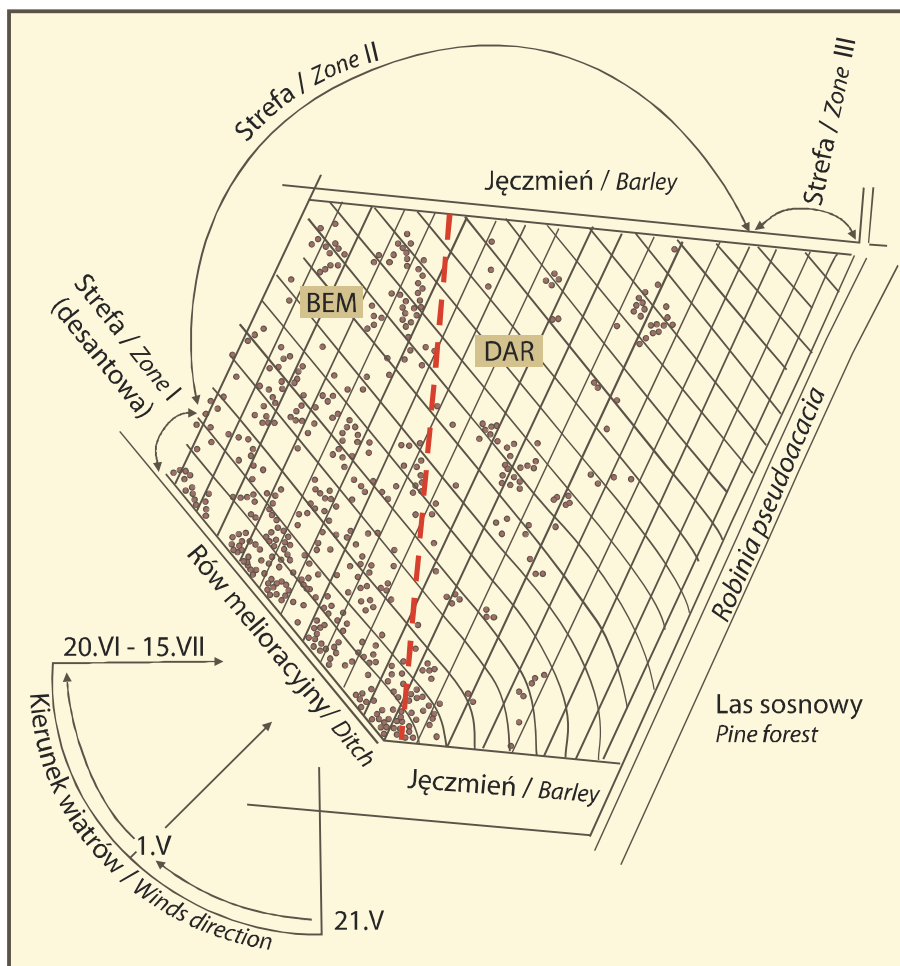 Strefa / Zone II
Strefa / Zone III
Jęczmień / Barley
Strefa / Zone I
(desantowa)
BEM
DAR
Robinia pseudoacacia
Rów melioracyjny / Ditch
20.VI - 15.VII
Las sosnowy
Pine forest
Jęczmień / Barley
Kierunek wiatrów / Winds direction
1.V
21.V